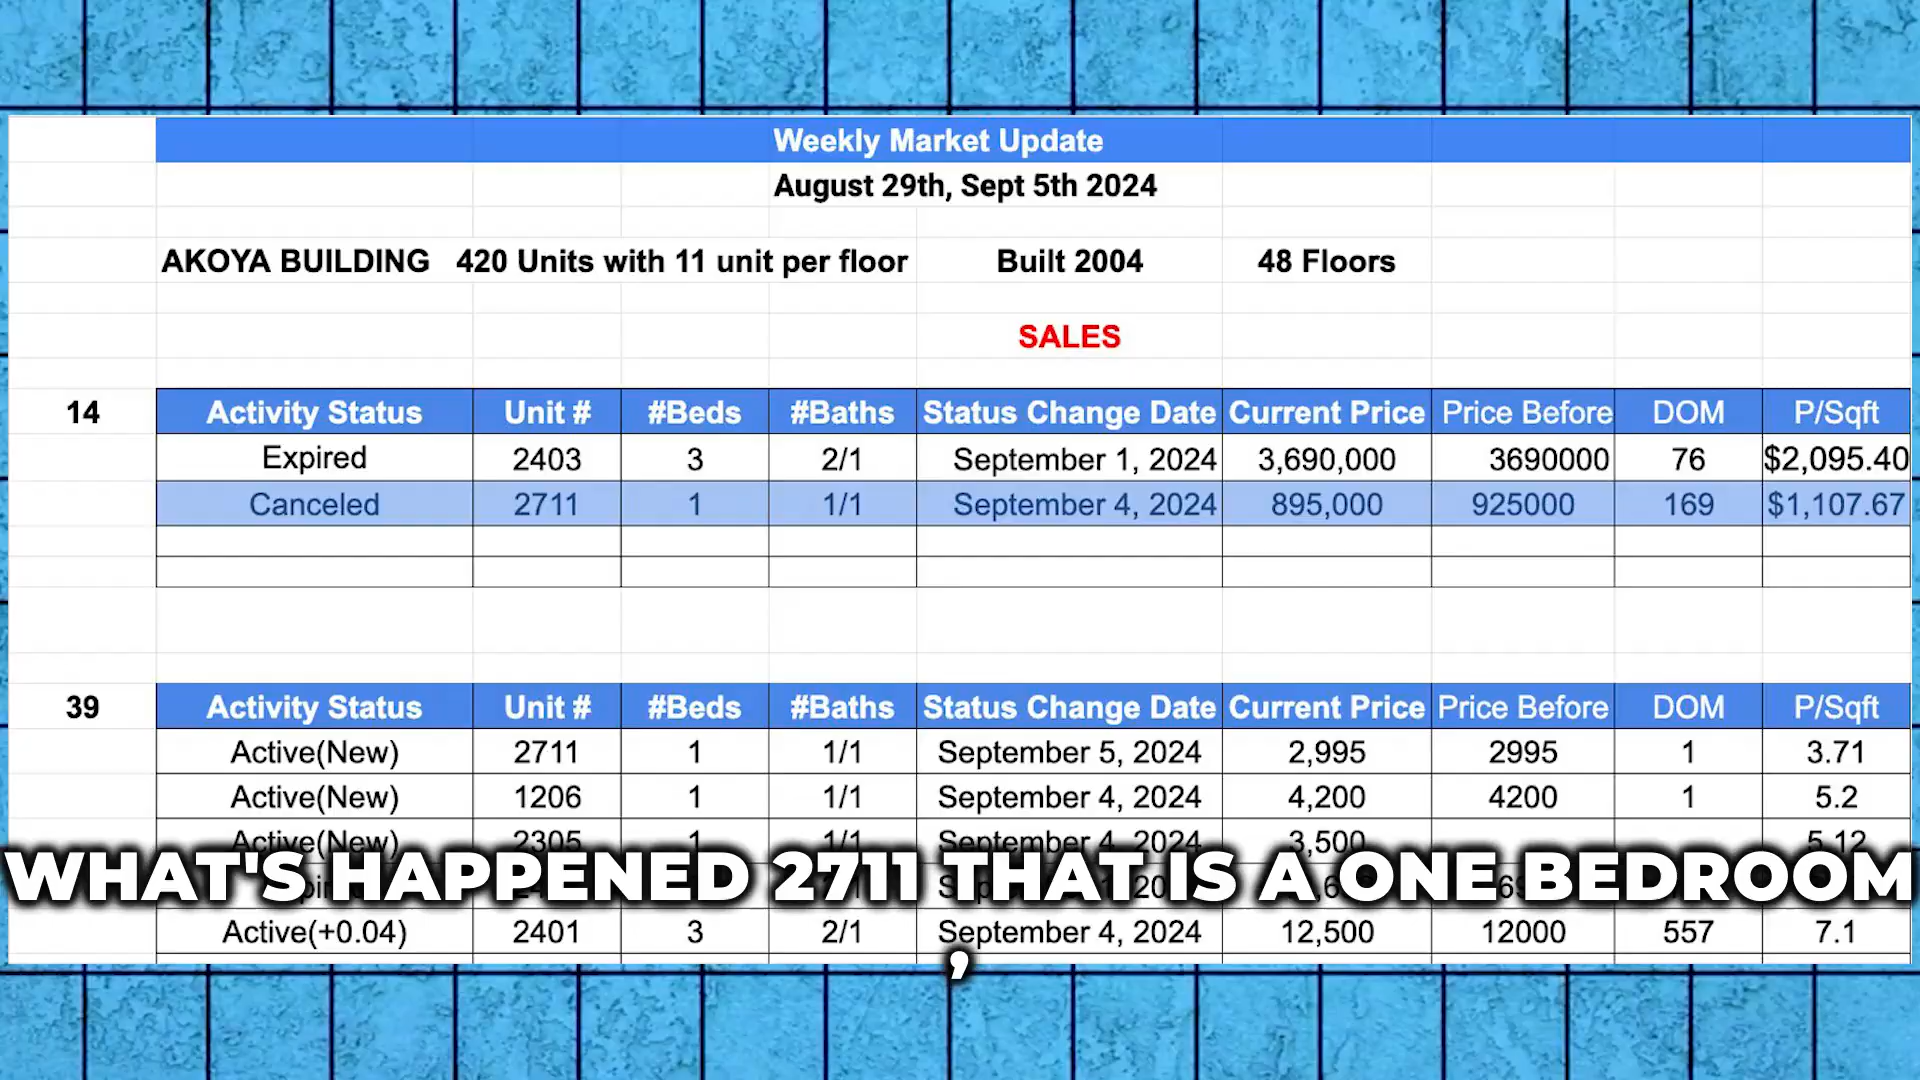 Weekly Market Update
August 29th, Sept 5th 2024
AKOYA BUILDING 420 Units with 11 unit per floor Built 2004 48 Floors
SALES
14 Activity Status Unit # #Beds #Baths Status Change Date Current Price Price Before DOM P/Sqft
Expired 2403 3 2/1 September 1, 2024 3,690,000 3690000 76 $2,095.40
Canceled 2711 1 1/1 September 4, 2024 895,000 925000 169 $1,107.67
39 Activity Status Unit # #Beds #Baths Status Change Date Current Price Price Before DOM P/Sqft
Active(New) 2711 1 1/1 September 5, 2024 2,995 2995 1 3.71
Active(New) 1206 1 1/1 September 4, 2024 4,200 4200 1 5.2
Active(New) 2305 1 1/1 September 4, 2024 3,500 5.12
WHAT'S HAPPENED 2711 THAT IS A ONE BEDROOM
,
Active(+0.04) 2401 3 2/1 September 4, 2024 12,500 12000 557 7.1